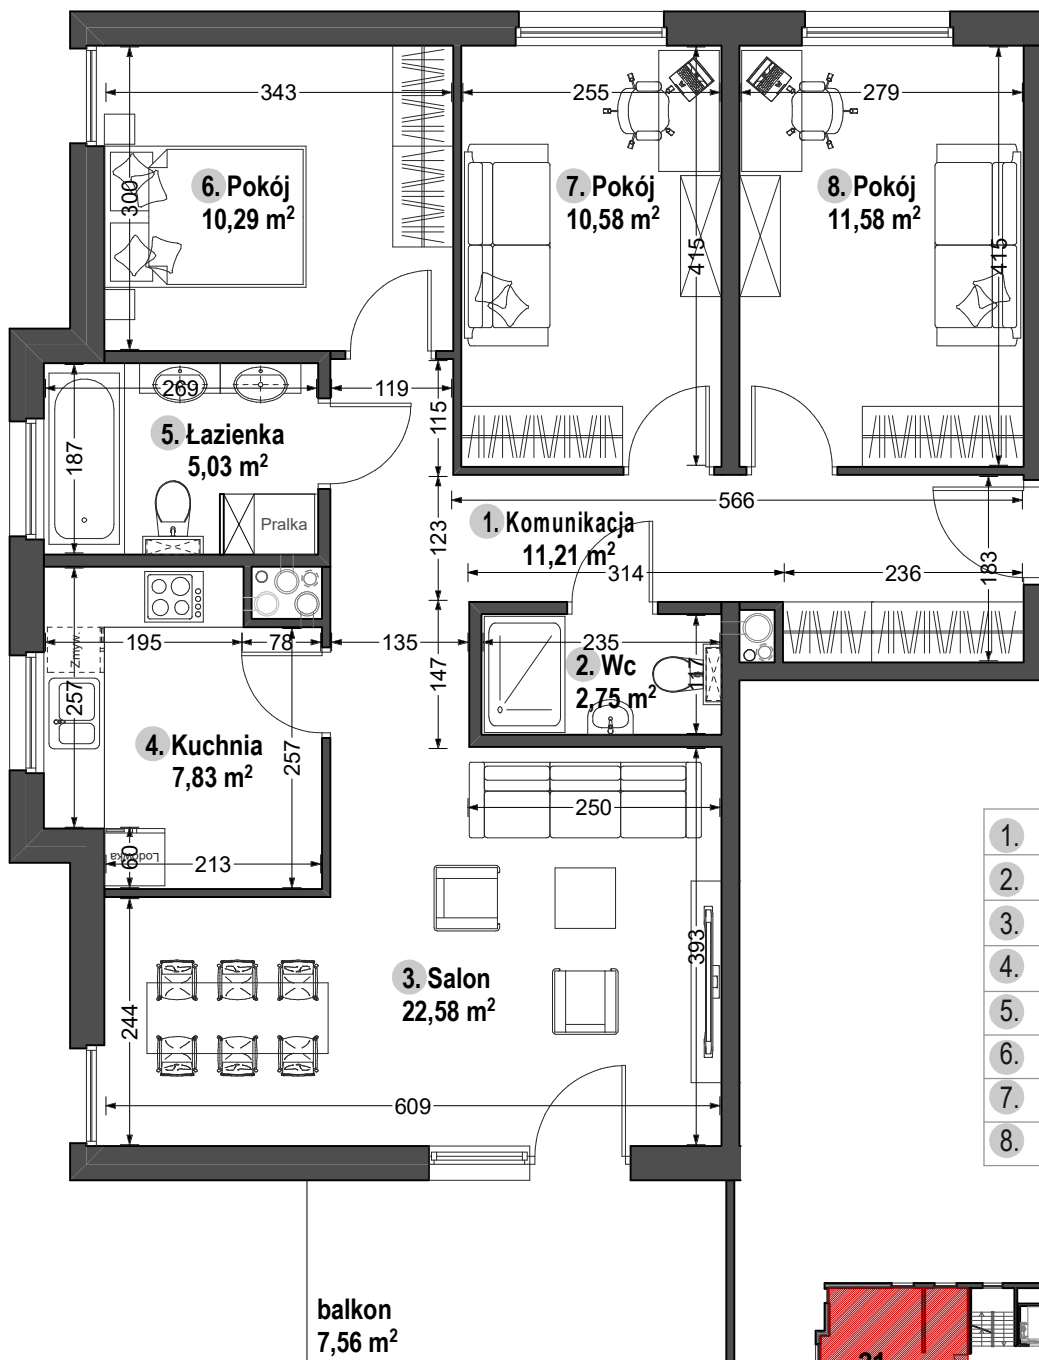 343
255
279
6. Pokój
10,29 m²
300
7. Pokój
10,58 m²
415
8. Pokój
11,58 m²
415
269
119
115
5. Łazienka
5,03 m²
187
Pralka
566
1. Komunikacja
11,21 m²
123
314
236
183
195
78
135
235
Zmyw.
2. Wc
2,75 m²
147
257
4. Kuchnia
7,83 m²
257
250
Lodówka
60
213
393
3. Salon
22,58 m²
244
609
1.
2.
3.
4.
5.
6.
7.
8.
balkon
7,56 m²